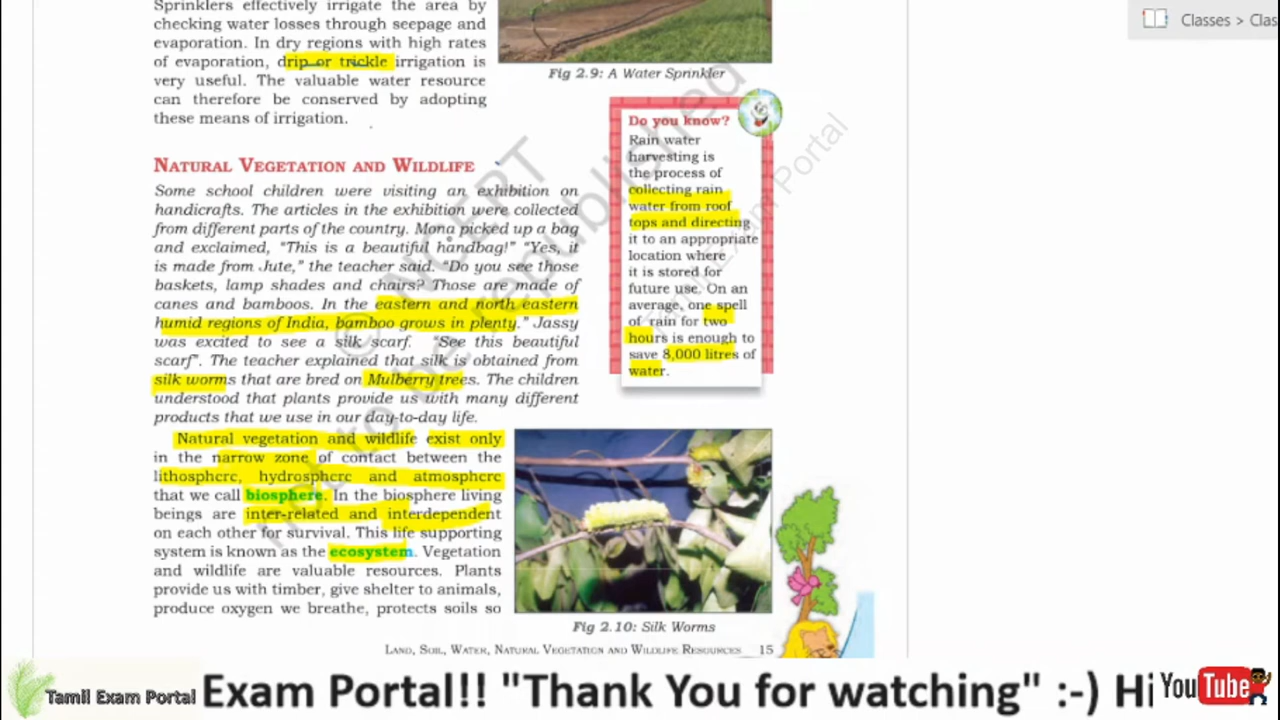 Sprinklers effectively irrigate the area by
checking water losses through seepage and
evaporation. In dry regions with high rates
of evaporation, drip or trickle irrigation is
very useful. The valuable water resource
can therefore be conserved by adopting
these means of irrigation.
Fig 2.9: A Water Sprinkler
Do you know?
Rain water
harvesting is
the process of
collecting rain
water from roof
tops and directing
it to an appropriate
location where
it is stored for
future use. On an
average, one spell
of rain for two
hours is enough to
save 8,000 litres of
water.
NATURAL VEGETATION AND WILDLIFE
Some school children were visiting an exhibition on
handicrafts. The articles in the exhibition were collected
from different parts of the country. Mona picked up a bag
and exclaimed, "This is a beautiful handbag!" "Yes, it
is made from Jute," the teacher said. "Do you see those
baskets, lamp shades and chairs? Those are made of
canes and bamboos. In the eastern and north eastern
humid regions of India, bamboo grows in plenty." Jassy
was excited to see a silk scarf. "See this beautiful
scarf". The teacher explained that silk is obtained from
silk worms that are bred on Mulberry trees. The children
understood that plants provide us with many different
products that we use in our day-to-day life.
Natural vegetation and wildlife exist only
in the narrow zone of contact between the
lithosphere, hydrosphere and atmosphere
that we call biosphere. In the biosphere living
beings are inter-related and interdependent
on each other for survival. This life supporting
system is known as the ecosystem. Vegetation
and wildlife are valuable resources. Plants
provide us with timber, give shelter to animals,
produce oxygen we breathe, protects soils so
Fig 2.10: Silk Worms
LAND, SOIL, WATER, NATURAL VEGETATION AND WILDLIFE RESOURCES 15
© NCERT
not to be republished
Tamil Exam Portal
Classes > Clas
Tamil Exam Portal
Exam Portal!! "Thank You for watching" :-) Hi
YouTube